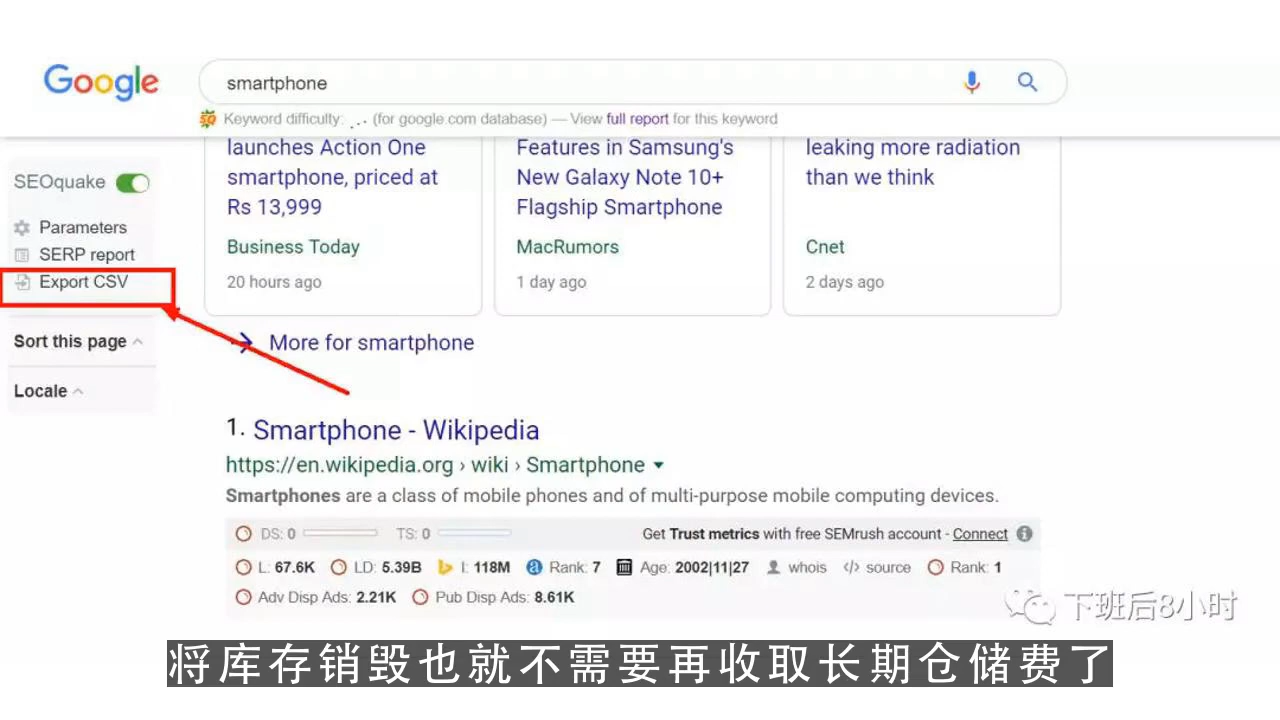 Google
smartphone
Keyword difficulty: ... (for google.com database) — View full report for this keyword
SEOquake
Parameters
SERP report
Export CSV
Sort this page
Locale
launches Action One
smartphone, priced at
Rs 13,999
Business Today
20 hours ago
Features in Samsung's
New Galaxy Note 10+
Flagship Smartphone
MacRumors
1 day ago
leaking more radiation
than we think
Cnet
2 days ago
More for smartphone
1. Smartphone - Wikipedia
https://en.wikipedia.org › wiki › Smartphone
Smartphones are a class of mobile phones and of multi-purpose mobile computing devices.
DS: 0 TS: 0 Get Trust metrics with free SEMrush account - Connect
L: 67.6K LD: 5.39B I: 118M Rank: 7 Age: 2002|11|27 whois </> source Rank: 1
Adv Disp Ads: 2.21K Pub Disp Ads: 8.61K
下班后8小时
将库存销毁也就不需要再收取长期仓储费了